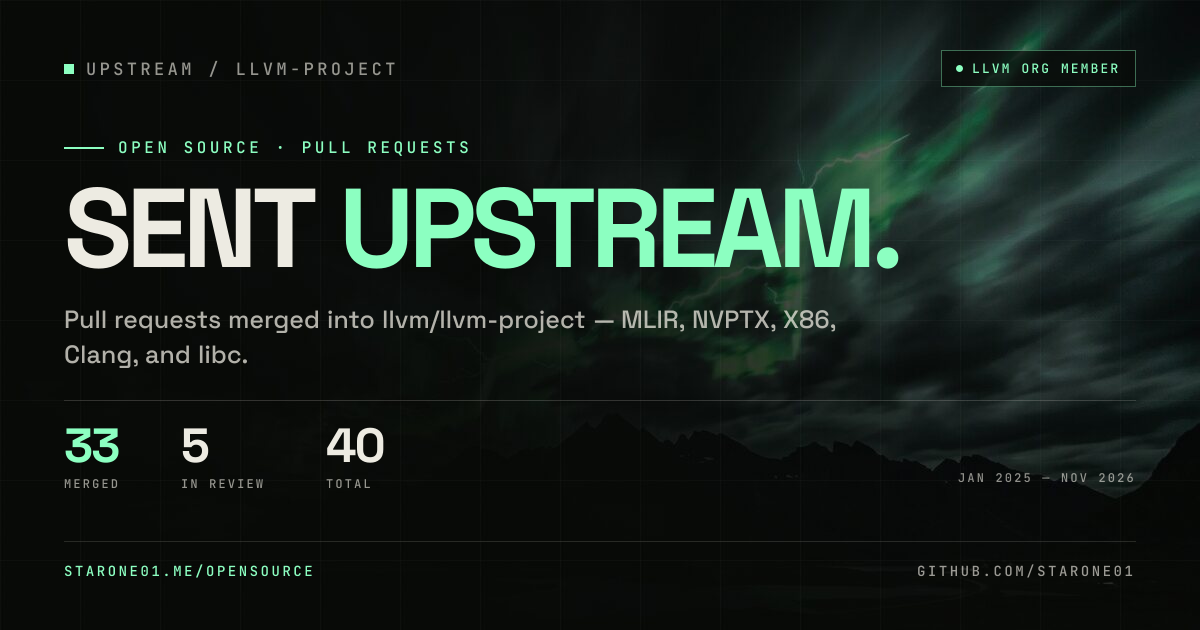 UPSTREAM / LLVM-PROJECT
LLVM ORG MEMBER
OPEN SOURCE · PULL REQUESTS
SENT UPSTREAM.
Pull requests merged into llvm/llvm-project — MLIR, NVPTX, X86,
Clang, and libc.
33
MERGED
5
IN REVIEW
40
TOTAL
JAN 2025 — NOV 2026
STARONE01.ME/OPENSOURCE
GITHUB.COM/STARONE01